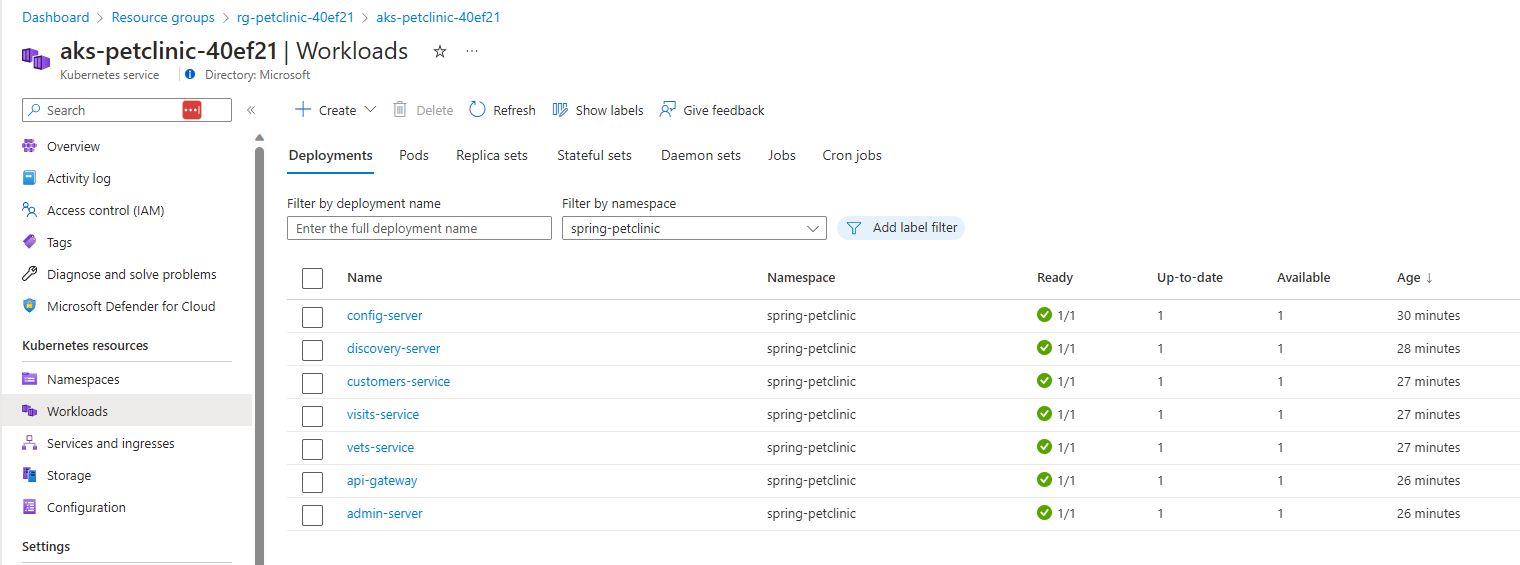 Dashboard > Resource groups > rg-petclinic-40ef21 > aks-petclinic-40ef21
aks-petclinic-40ef21 | Workloads ☆ ...
Kubernetes service | Directory: Microsoft
Search «
Create Delete Refresh Show labels Give feedback
Overview
Activity log
Access control (IAM)
Tags
Diagnose and solve problems
Microsoft Defender for Cloud
Kubernetes resources
Namespaces
Workloads
Services and ingresses
Storage
Configuration
Settings
Deployments Pods Replica sets Stateful sets Daemon sets Jobs Cron jobs
Filter by deployment name Filter by namespace
Enter the full deployment name spring-petclinic Add label filter
Name Namespace Ready Up-to-date Available Age ↓
config-server spring-petclinic 1/1 1 1 30 minutes
discovery-server spring-petclinic 1/1 1 1 28 minutes
customers-service spring-petclinic 1/1 1 1 27 minutes
visits-service spring-petclinic 1/1 1 1 27 minutes
vets-service spring-petclinic 1/1 1 1 27 minutes
api-gateway spring-petclinic 1/1 1 1 26 minutes
admin-server spring-petclinic 1/1 1 1 26 minutes